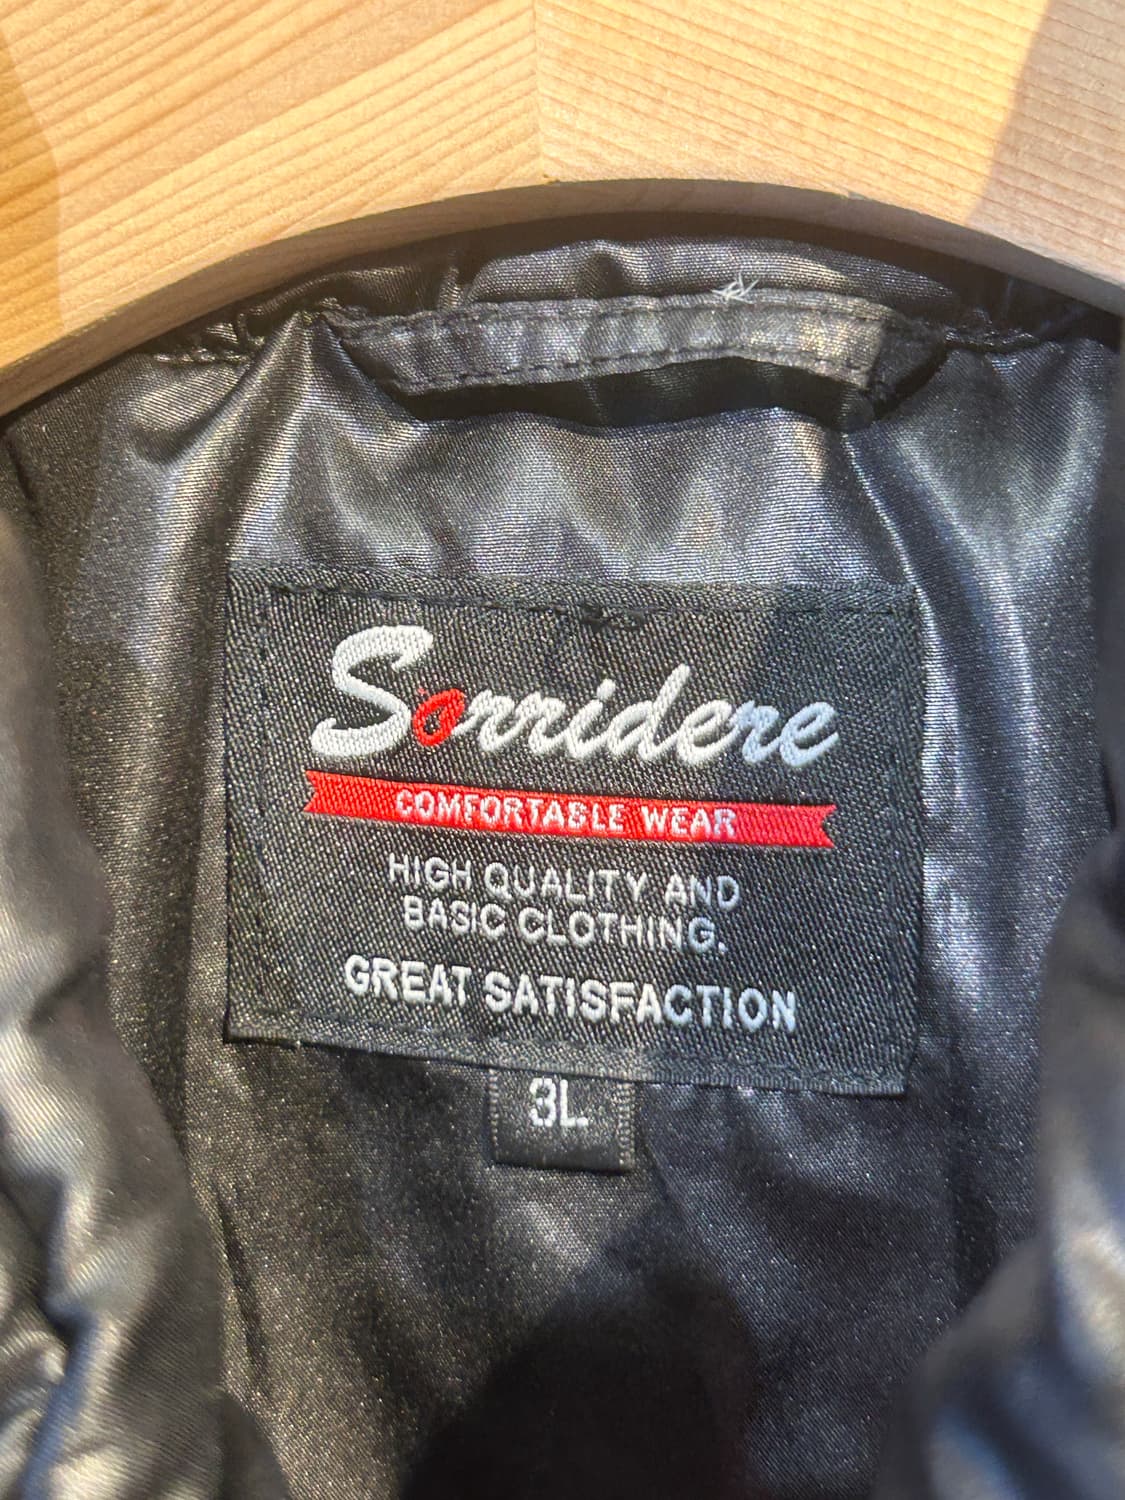 Sorridere
COMFORTABLE WEAR
HIGH QUALITY AND
BASIC CLOTHING.
GREAT SATISFACTION
3L